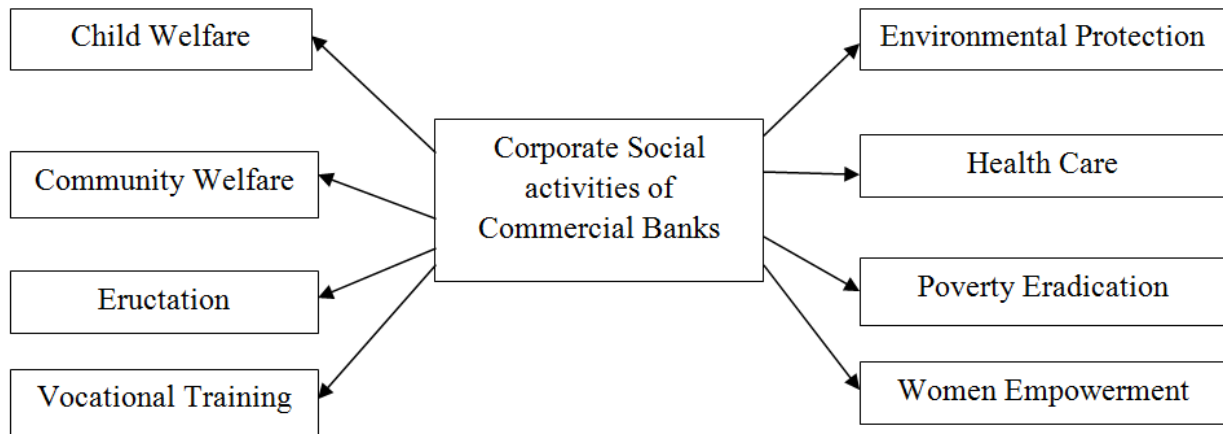 Child Welfare
Environmental Protection
Corporate Social
activities of
Commercial Banks
Community Welfare
Health Care
Eructation
Poverty Eradication
Vocational Training
Women Empowerment